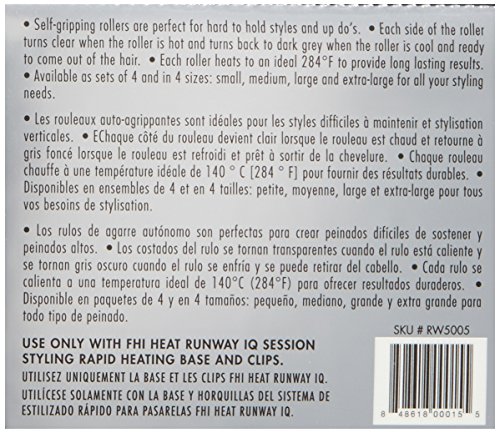 • Self-gripping rollers are perfect for hard to hold styles and up do's. • Each side of the roller
turns clear when the roller is hot and turns back to dark grey when the roller is cool and ready
to come out of the hair. • Each roller heats to an ideal 284°F to provide long lasting results.
• Available as sets of 4 and in 4 sizes: small, medium, large and extra-large for all your styling
needs.
• Les rouleaux auto-agrippantes sont idéales pour les styles difficiles à maintenir et stylisation
verticales. • EChaque côté du rouleau devient clair lorsque le rouleau est chaud et retourne à
gris foncé lorsque le rouleau est refroidi et prêt à sortir de la chevelure. • Chaque rouleau
chauffe à une température idéale de 140 ° C [284 ° F] pour fournir des résultats durables. •
Disponibles en ensembles de 4 et en 4 tailles: petite, moyenne, large et extra-large pour tous
vos besoins de stylisation.
• Los rulos de agarre autónomo son perfectas para crear peinados difíciles de sostener y
peinados altos. • Los costados del rulo se tornan transparentes cuando el rulo está caliente y
se tornan gris oscuro cuando el rulo se enfría y se puede retirar del cabello. • Cada rulo se
calienta a una temperatura ideal de 140°C (284°F) para ofrecer resultados duraderos. •
Disponible en paquetes de 4 y en 4 tamaños: pequeño, mediano, grande y extra grande para
todo tipo de peinado.
USE ONLY WITH FHI HEAT RUNWAY IQ SESSION
STYLING RAPID HEATING BASE AND CLIPS.
UTILISEZ UNIQUEMENT LA BASE ET LES CLIPS FHI HEAT RUNWAY IQ.
UTILÍCESE SOLAMENTE CON LA BASE Y HORQUILLAS DEL SISTEMA DE
ESTILIZADO RÁPIDO PARA PASARELAS FHI HEAT RUNWAY IQ.
SKU # RW5005
8 48618 00015 5